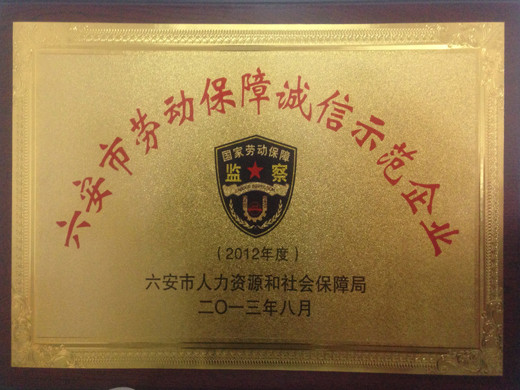 六安市劳动保障诚信示范企业
国家劳动保障
监察
(2012年度)
六安市人力资源和社会保障局
二〇一三年八月